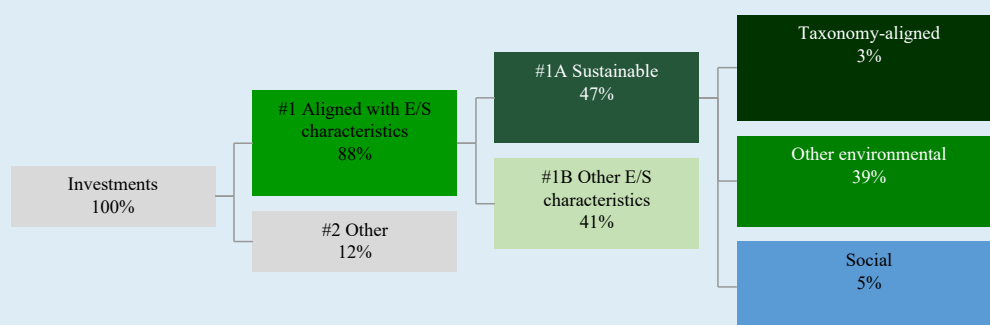 Investments
100%
#1 Aligned with E/S
characteristics
88%
#2 Other
12%
#1A Sustainable
47%
#1B Other E/S
characteristics
41%
Taxonomy-aligned
3%
Other environmental
39%
Social
5%